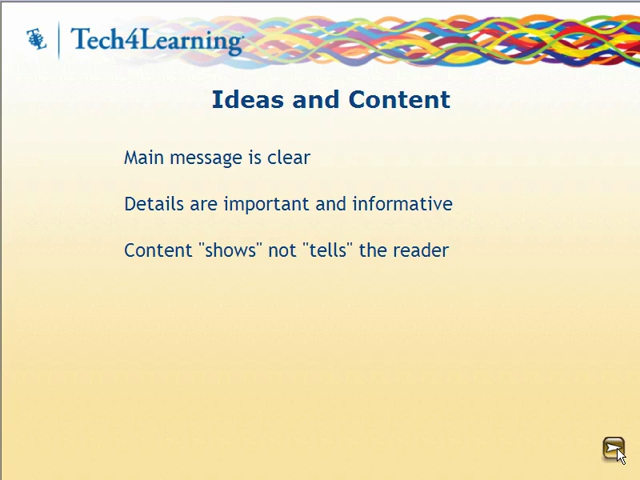 Tech4Learning
Ideas and Content
Main message is clear
Details are important and informative
Content "shows" not "tells" the reader